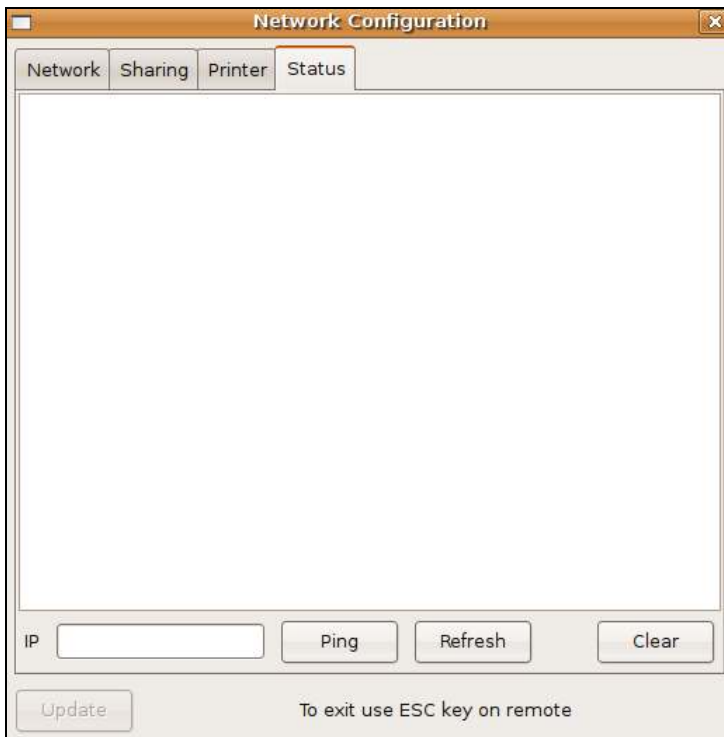 Network Configuration
Network Sharing Printer Status
IP Ping Refresh Clear
Update To exit use ESC key on remote